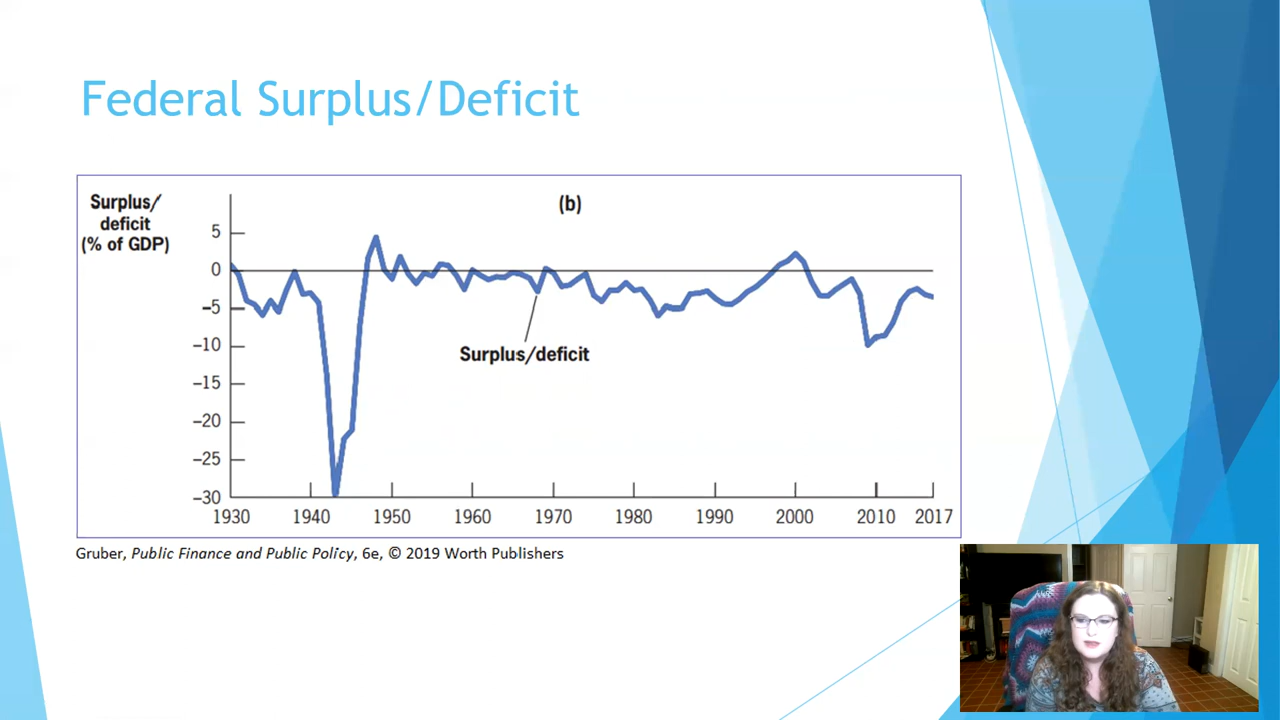 Federal Surplus/Deficit
Surplus/
deficit
(% of GDP)
(b)
5
0
–5
–10
–15
–20
–25
–30
Surplus/deficit
1930 1940 1950 1960 1970 1980 1990 2000 2010 2017
Gruber, Public Finance and Public Policy, 6e, © 2019 Worth Publishers